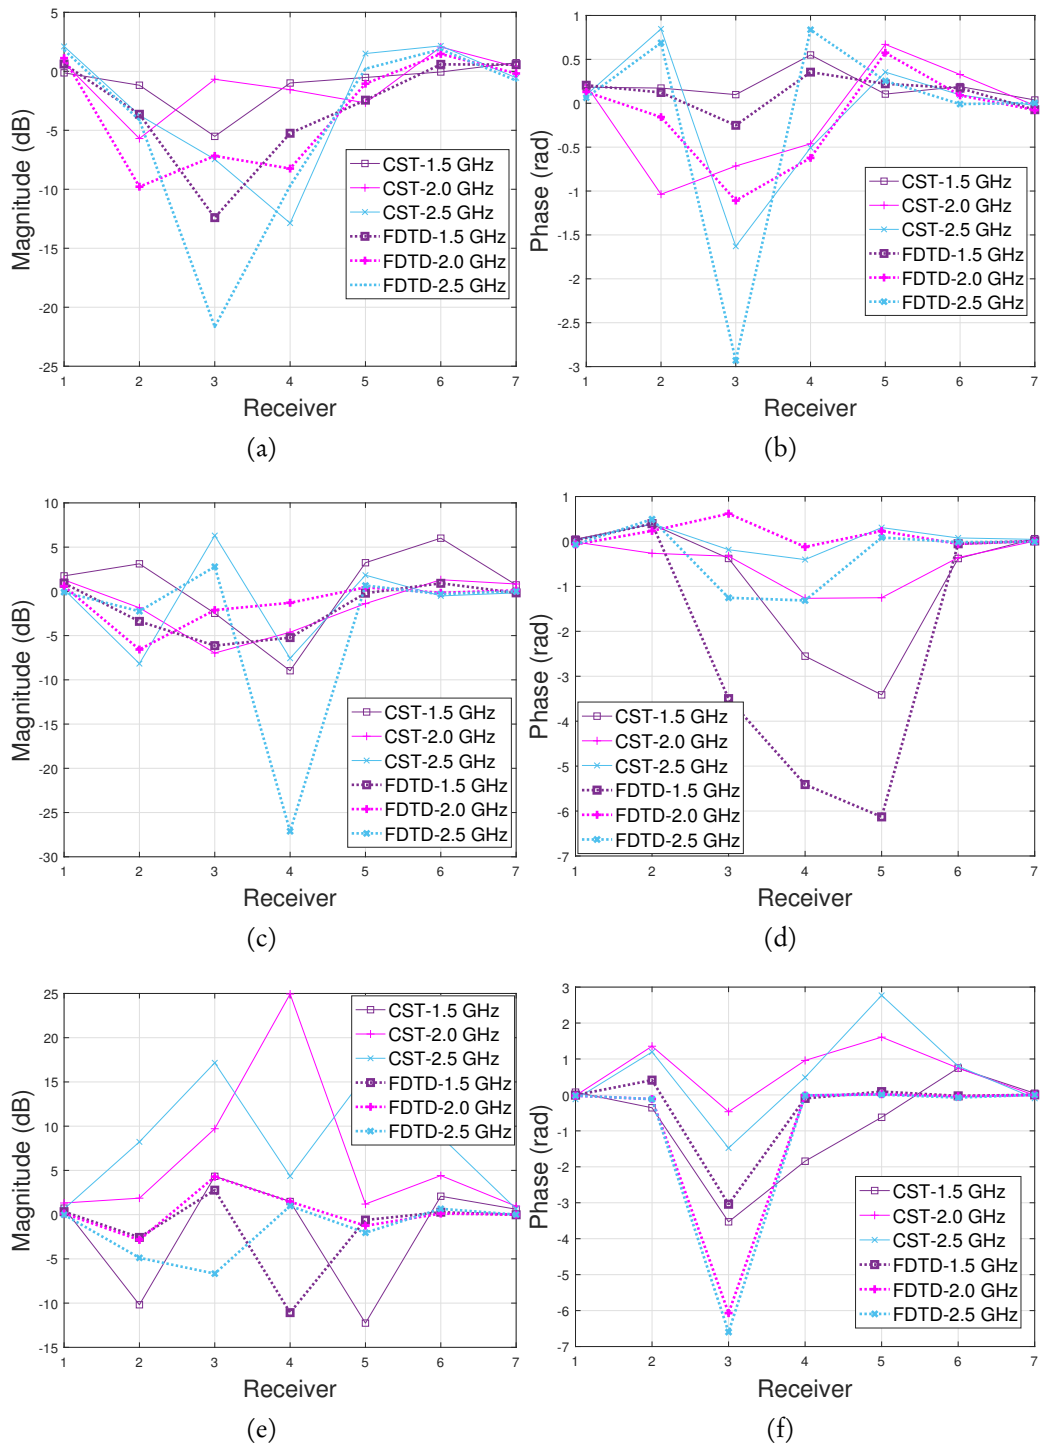 5
0
-5
-10
-15
-20
-25
Magnitude (dB)
1 2 3 4 5 6 7
Receiver
CST-1.5 GHz
CST-2.0 GHz
CST-2.5 GHz
FDTD-1.5 GHz
FDTD-2.0 GHz
FDTD-2.5 GHz
(a)
1
0.5
0
-0.5
-1
-1.5
-2
-2.5
-3
Phase (rad)
1 2 3 4 5 6 7
Receiver
CST-1.5 GHz
CST-2.0 GHz
CST-2.5 GHz
FDTD-1.5 GHz
FDTD-2.0 GHz
FDTD-2.5 GHz
(b)
10
5
0
-5
-10
-15
-20
-25
-30
Magnitude (dB)
1 2 3 4 5 6 7
Receiver
CST-1.5 GHz
CST-2.0 GHz
CST-2.5 GHz
FDTD-1.5 GHz
FDTD-2.0 GHz
FDTD-2.5 GHz
(c)
1
0
-1
-2
-3
-4
-5
-6
-7
Phase (rad)
1 2 3 4 5 6 7
Receiver
CST-1.5 GHz
CST-2.0 GHz
CST-2.5 GHz
FDTD-1.5 GHz
FDTD-2.0 GHz
FDTD-2.5 GHz
(d)
25
20
15
10
5
0
-5
-10
-15
Magnitude (dB)
1 2 3 4 5 6 7
Receiver
CST-1.5 GHz
CST-2.0 GHz
CST-2.5 GHz
FDTD-1.5 GHz
FDTD-2.0 GHz
FDTD-2.5 GHz
(e)
3
2
1
0
-1
-2
-3
-4
-5
-6
-7
Phase (rad)
1 2 3 4 5 6 7
Receiver
CST-1.5 GHz
CST-2.0 GHz
CST-2.5 GHz
FDTD-1.5 GHz
FDTD-2.0 GHz
FDTD-2.5 GHz
(f)